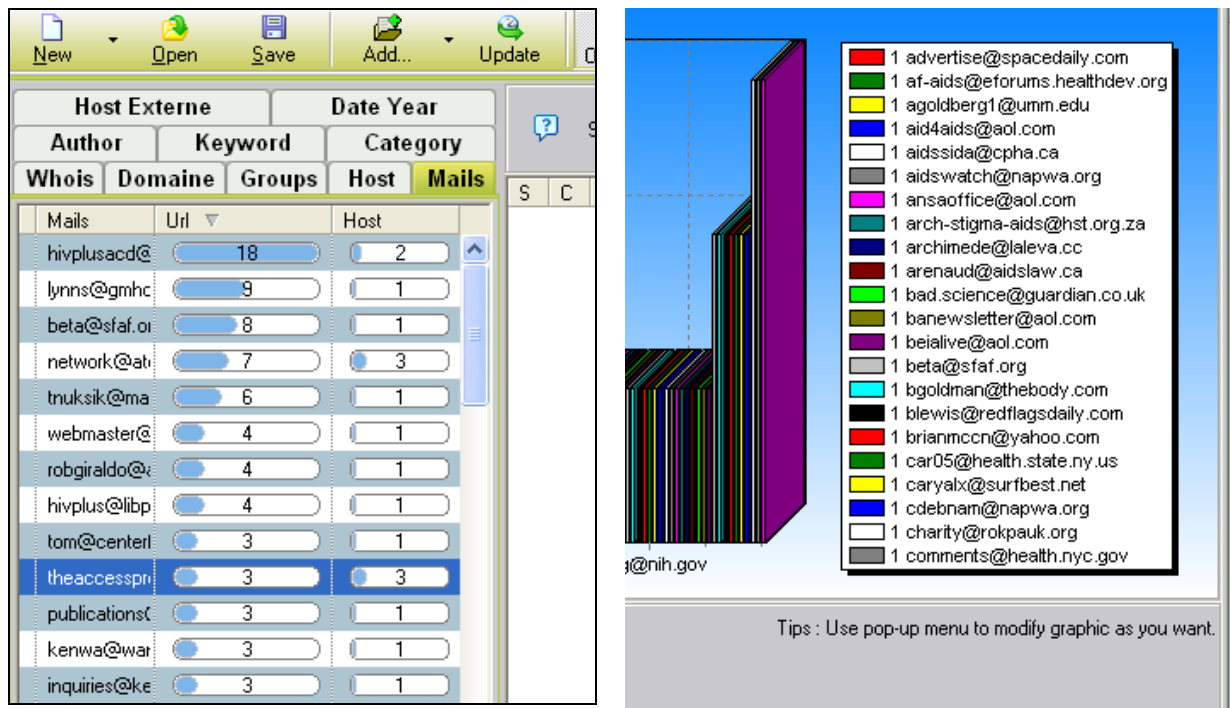 New Open Save Add... Update
Host Externe Date Year
Author Keyword Category
Whois Domaine Groups Host Mails
S C
Mails Url Host
hivplusacd@ 18 2
lynns@gmhc 9 1
beta@sfaf.or 8 1
network@ato 7 3
tnuksik@ma 6 1
webmaster@ 4 1
robgiraldo@a 4 1
hivplus@libp 4 1
tom@centerl 3 1
theaccesspro 3 3
publications@ 3 1
kenwa@war 3 1
inquiries@ke 3 1
1 advertise@spacedaily.com
1 af-aids@eforums.healthdev.org
1 agoldberg1@umm.edu
1 aid4aids@aol.com
1 aidssida@cpha.ca
1 aidswatch@napwa.org
1 ansaoffice@aol.com
1 arch-stigma-aids@hst.org.za
1 archimede@laleva.cc
1 arenaud@aidslaw.ca
1 bad.science@guardian.co.uk
1 banewsletter@aol.com
1 beialive@aol.com
1 beta@sfaf.org
1 bgoldman@thebody.com
1 blewis@redflagsdaily.com
1 brianmccn@yahoo.com
1 car05@health.state.ny.us
1 caryalx@surfbest.net
1 cdebnam@napwa.org
1 charity@rokpauk.org
1 comments@health.nyc.gov
@nih.gov
Tips : Use pop-up menu to modify graphic as you want.